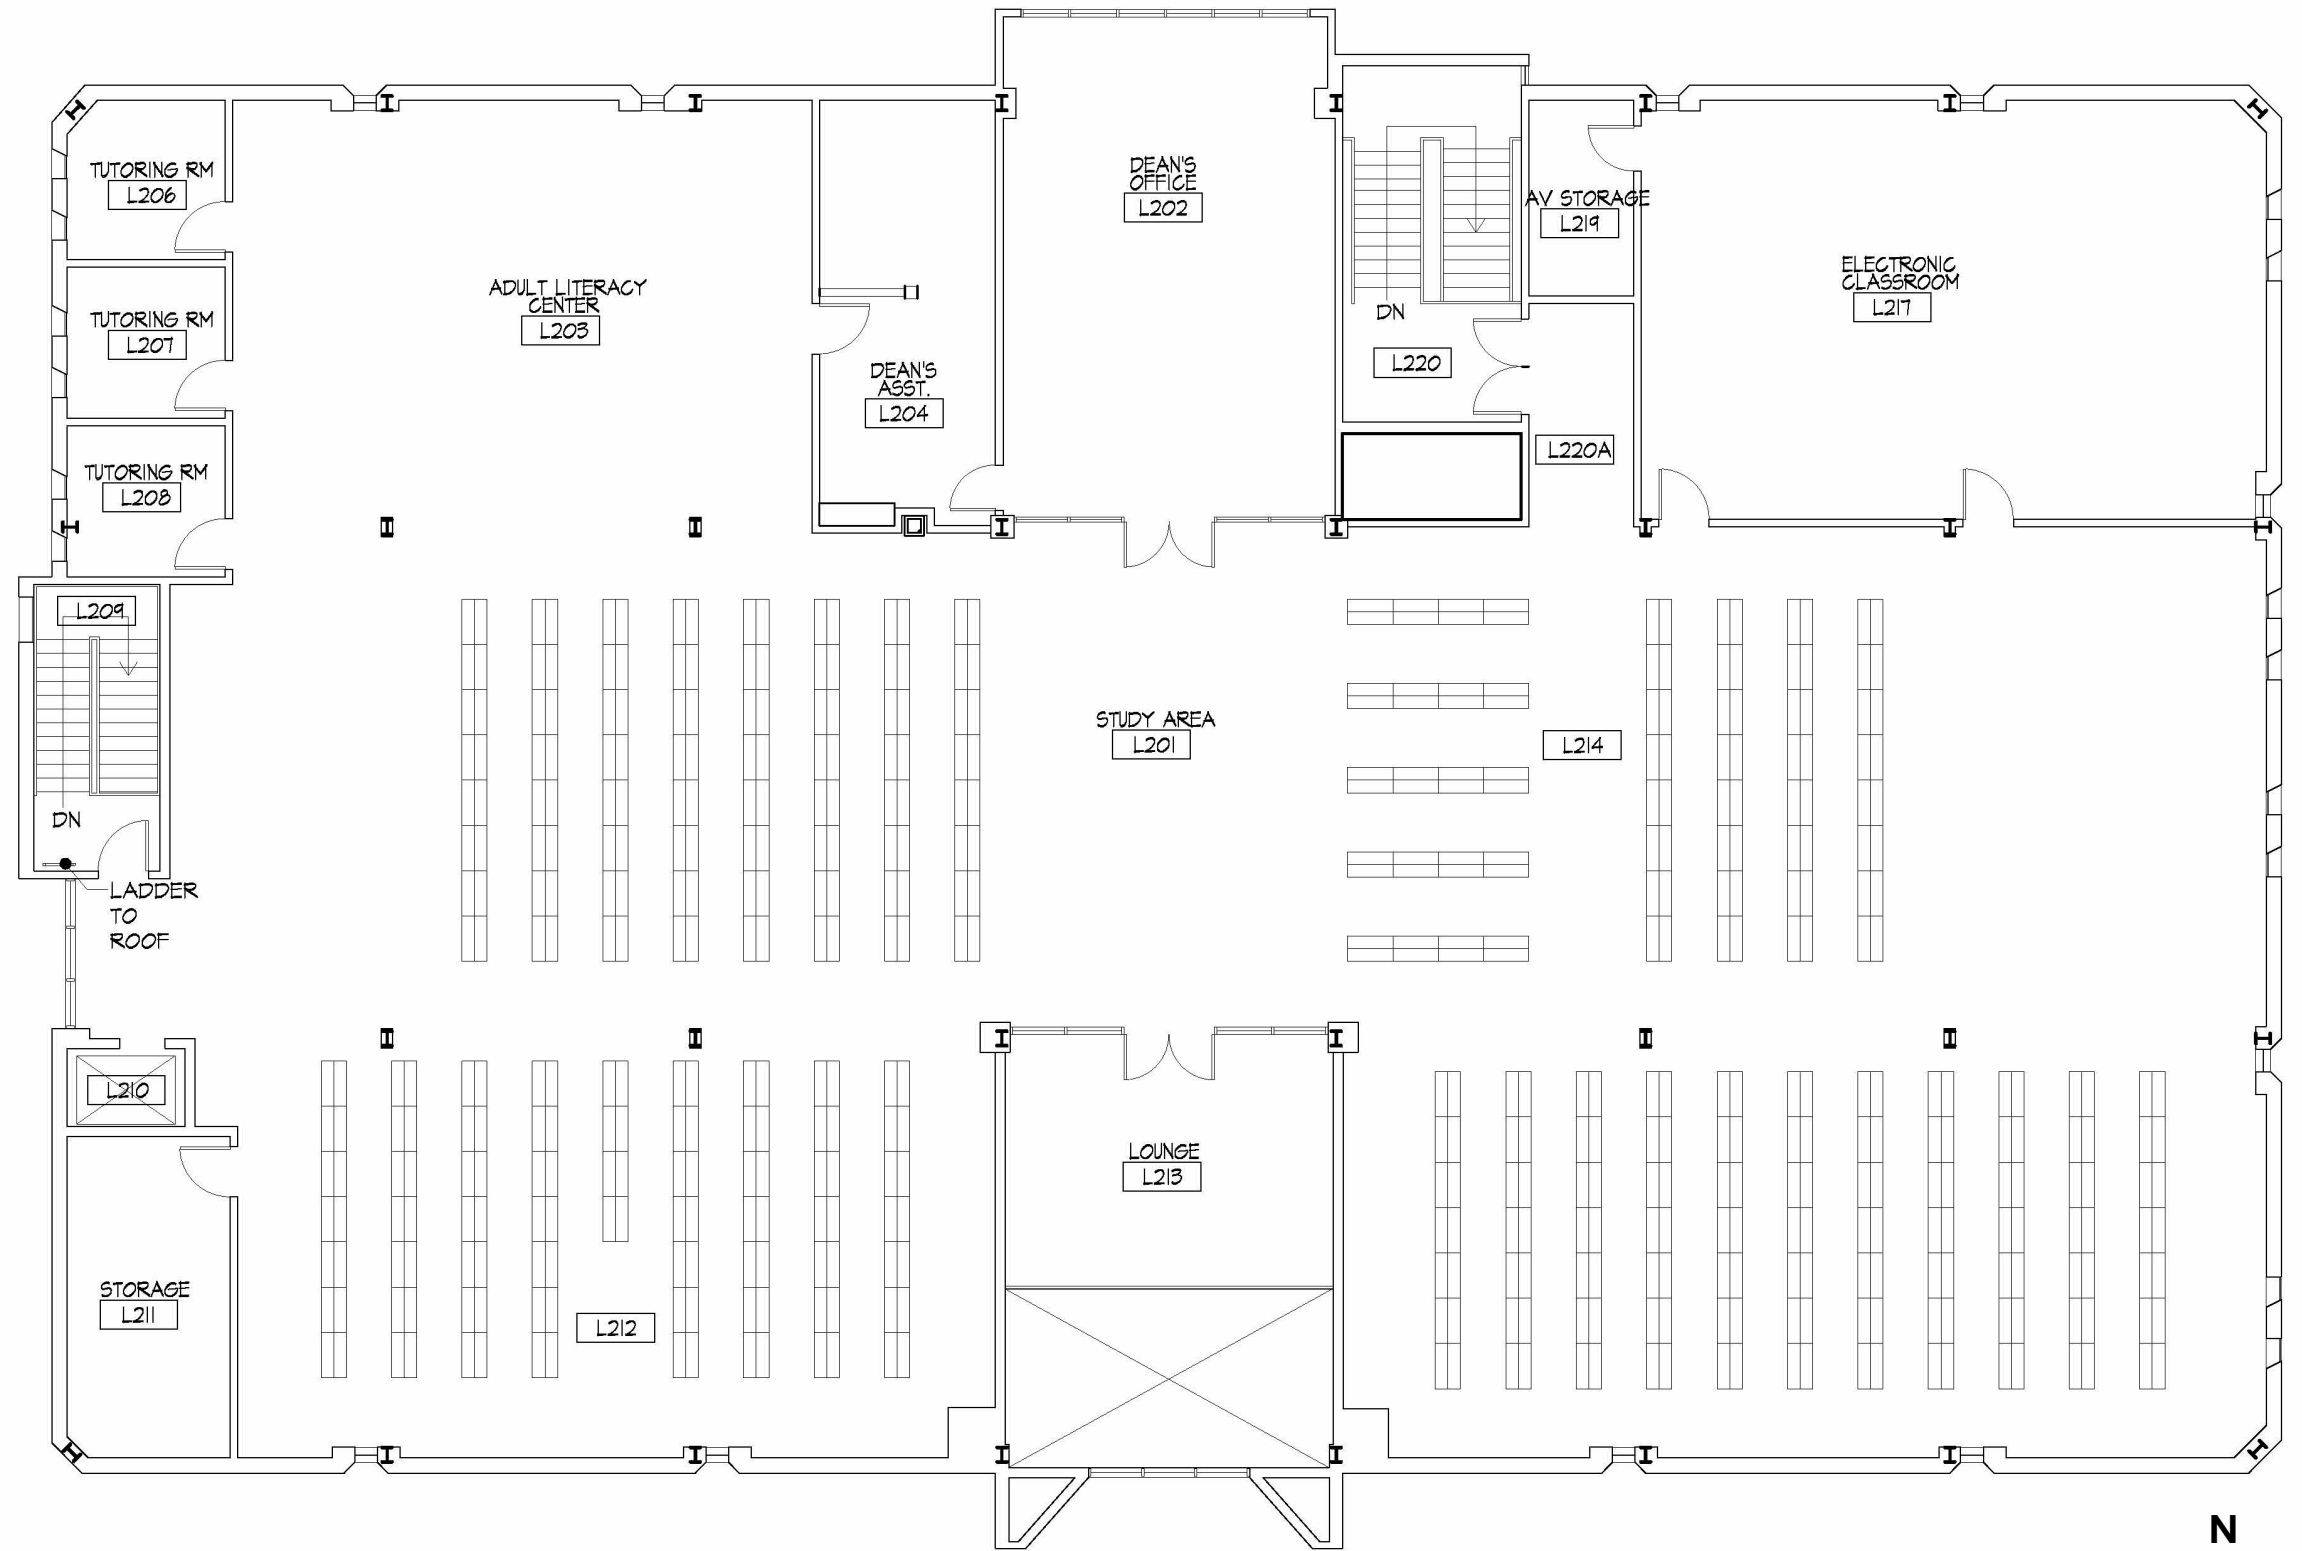 TUTORING RM
L206
TUTORING RM
L207
TUTORING RM
L208
ADULT LITERACY
CENTER
L203
DEAN'S
ASST.
L204
DEAN'S
OFFICE
L202
DN
L220
AV STORAGE
L219
L220A
ELECTRONIC
CLASSROOM
L217
L209
DN
LADDER
TO
ROOF
STUDY AREA
L201
L214
L210
STORAGE
L211
L212
LOUNGE
L213
N